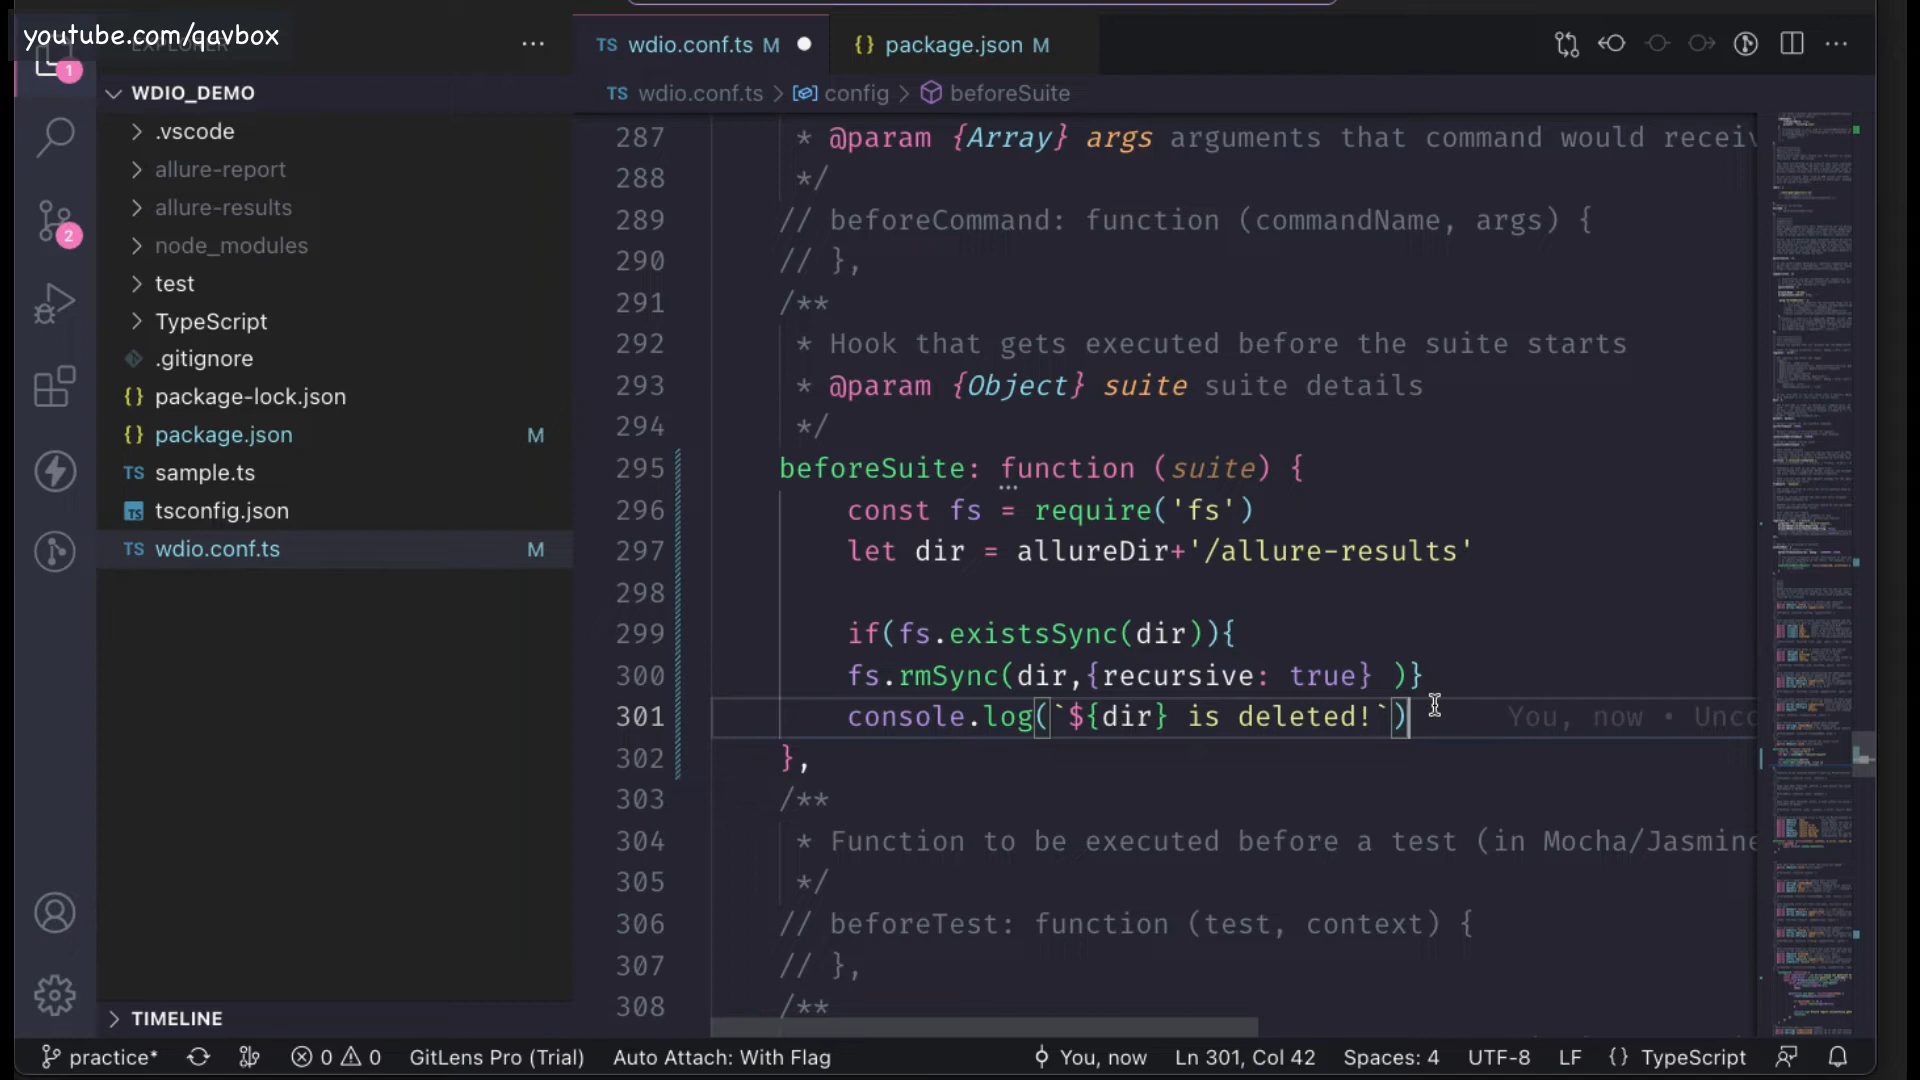 youtube.com/qavbox
1
2
WDIO_DEMO
.vscode
allure-report
allure-results
node_modules
test
TypeScript
.gitignore
{} package-lock.json
{} package.json M
TS sample.ts
TS tsconfig.json
TS wdio.conf.ts M
TIMELINE
TS wdio.conf.ts M
{} package.json M
TS wdio.conf.ts > config > beforeSuite
287 * @param {Array} args arguments that command would receiv
288 */
289 // beforeCommand: function (commandName, args) {
290 // },
291 /**
292 * Hook that gets executed before the suite starts
293 * @param {Object} suite suite details
294 */
295 beforeSuite: function (suite) {
296 const fs = require('fs')
297 let dir = allureDir+'/allure-results'
298
299 if(fs.existsSync(dir)){
300 fs.rmSync(dir,{recursive: true} )}
301 console.log(`${dir} is deleted!`) You, now • Unco
302 },
303 /**
304 * Function to be executed before a test (in Mocha/Jasmine
305 */
306 // beforeTest: function (test, context) {
307 // },
308 /**
practice* 0 0 GitLens Pro (Trial) Auto Attach: With Flag You, now Ln 301, Col 42 Spaces: 4 UTF-8 LF {} TypeScript